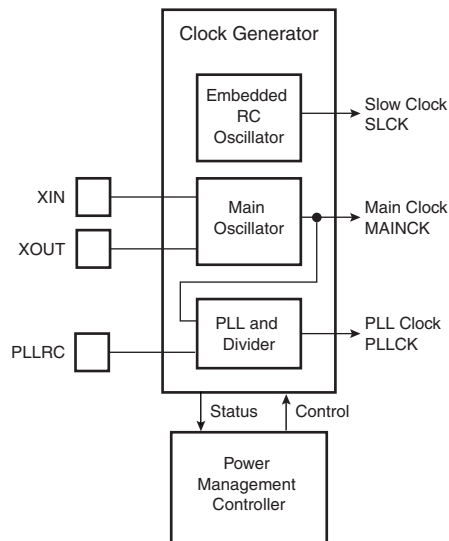 Clock Generator
Embedded
RC
Oscillator
Slow Clock
SLCK
XIN
XOUT
Main
Oscillator
Main Clock
MAINCK
PLLRC
PLL and
Divider
PLL Clock
PLLCK
Status
Control
Power
Management
Controller